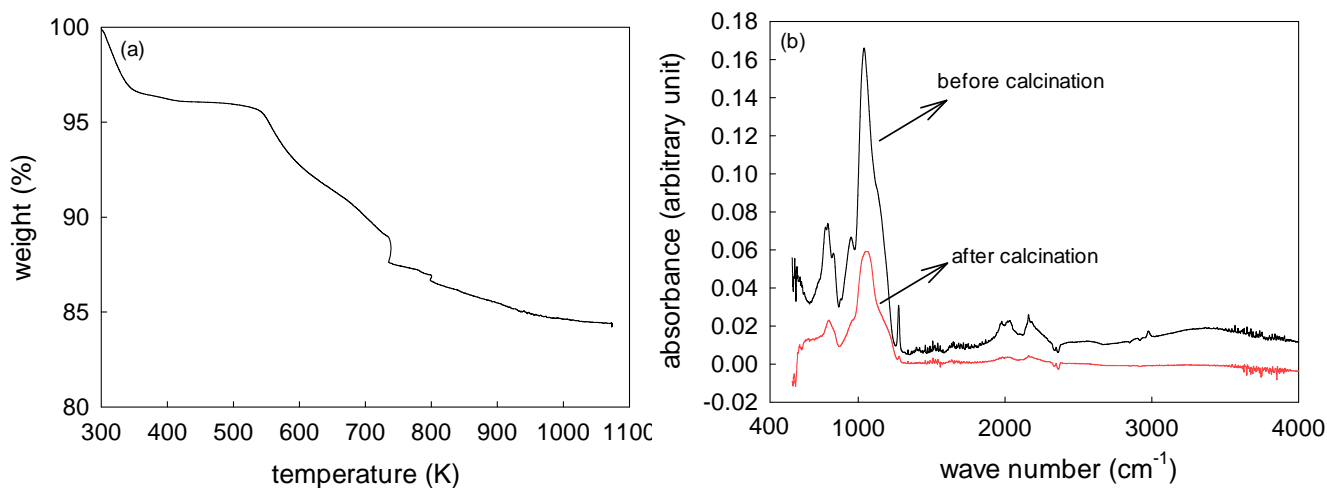 (a)
100
95
90
85
80
weight (%)
300 400 500 600 700 800 900 1000 1100
temperature (K)
(b)
0.18
0.16
0.14
0.12
0.10
0.08
0.06
0.04
0.02
0.00
-0.02
absorbance (arbitrary unit)
before calcination
after calcination
400 1000 2000 3000 4000
wave number (cm⁻¹)